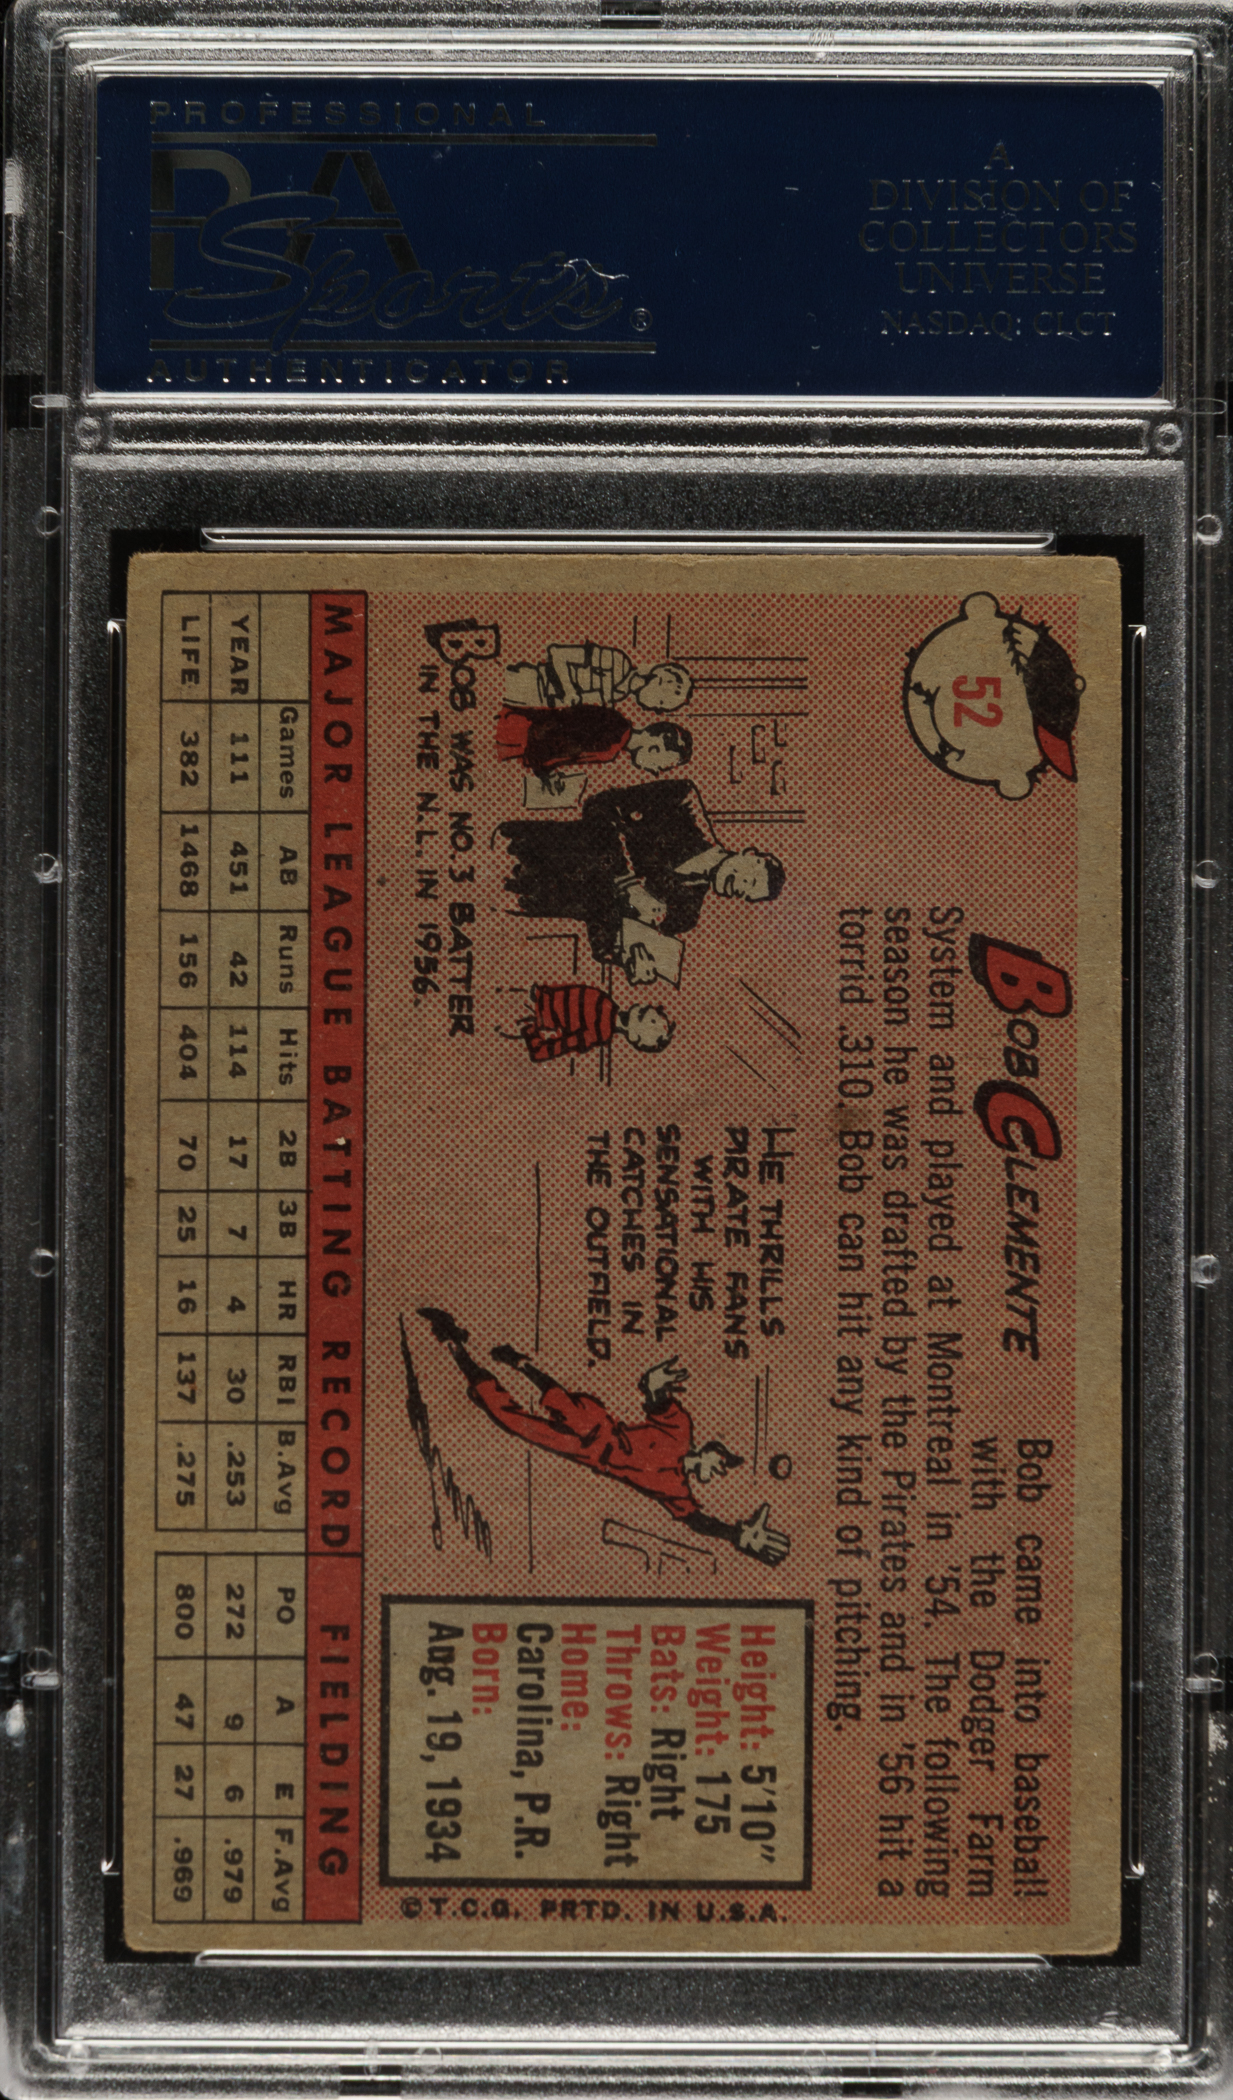 PROFESSIONAL
PSA
Sports®
AUTHENTICATOR
A
DIVISION OF
COLLECTORS
UNIVERSE
NASDAQ: CLCT
52
BOB CLEMENTE
Bob came into baseball
with the Dodger Farm
System and played at Montreal in '54. The following
season he was drafted by the Pirates and in '56 hit a
torrid .310. Bob can hit any kind of pitching.
BOB WAS NO. 3 BATTER
IN THE N.L. IN 1956.
HE THRILLS
PIRATE FANS
WITH HIS
SENSATIONAL
CATCHES IN
THE OUTFIELD.
Height: 5'10"
Weight: 175
Bats: Right
Throws: Right
Home:
Carolina, P.R.
Born:
Aug. 19, 1934
©T.C.G. PRTD. IN U.S.A.
MAJOR LEAGUE BATTING RECORD FIELDING
Games AB Runs Hits 2B 3B HR RBI B.Avg PO A E F.Avg
YEAR 111 451 42 114 17 7 4 30 .253 272 9 6 .979
LIFE 382 1468 156 404 70 25 16 137 .275 800 47 27 .969